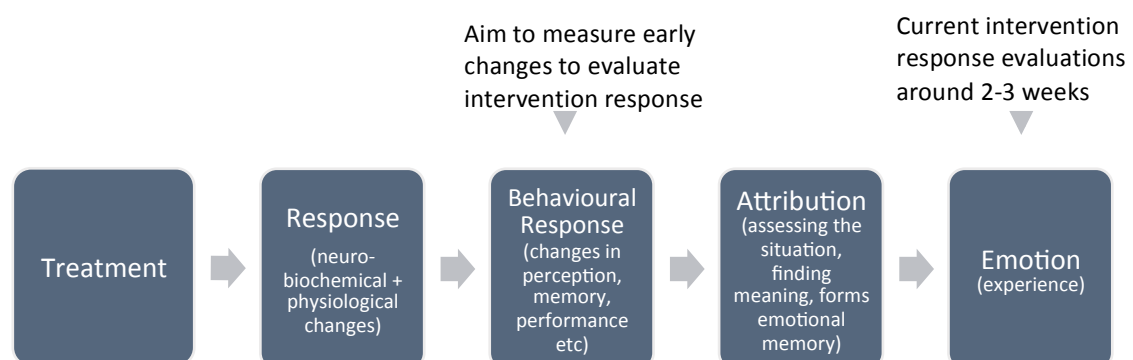 Aim to measure early
changes to evaluate
intervention response
Current intervention
response evaluations
around 2-3 weeks
Treatment
Response
(neuro-
biochemical +
physiological
changes)
Behavioural
Response
(changes in
perception,
memory,
performance
etc)
Attribution
(assessing the
situation,
finding
meaning, forms
emotional
memory)
Emotion
(experience)